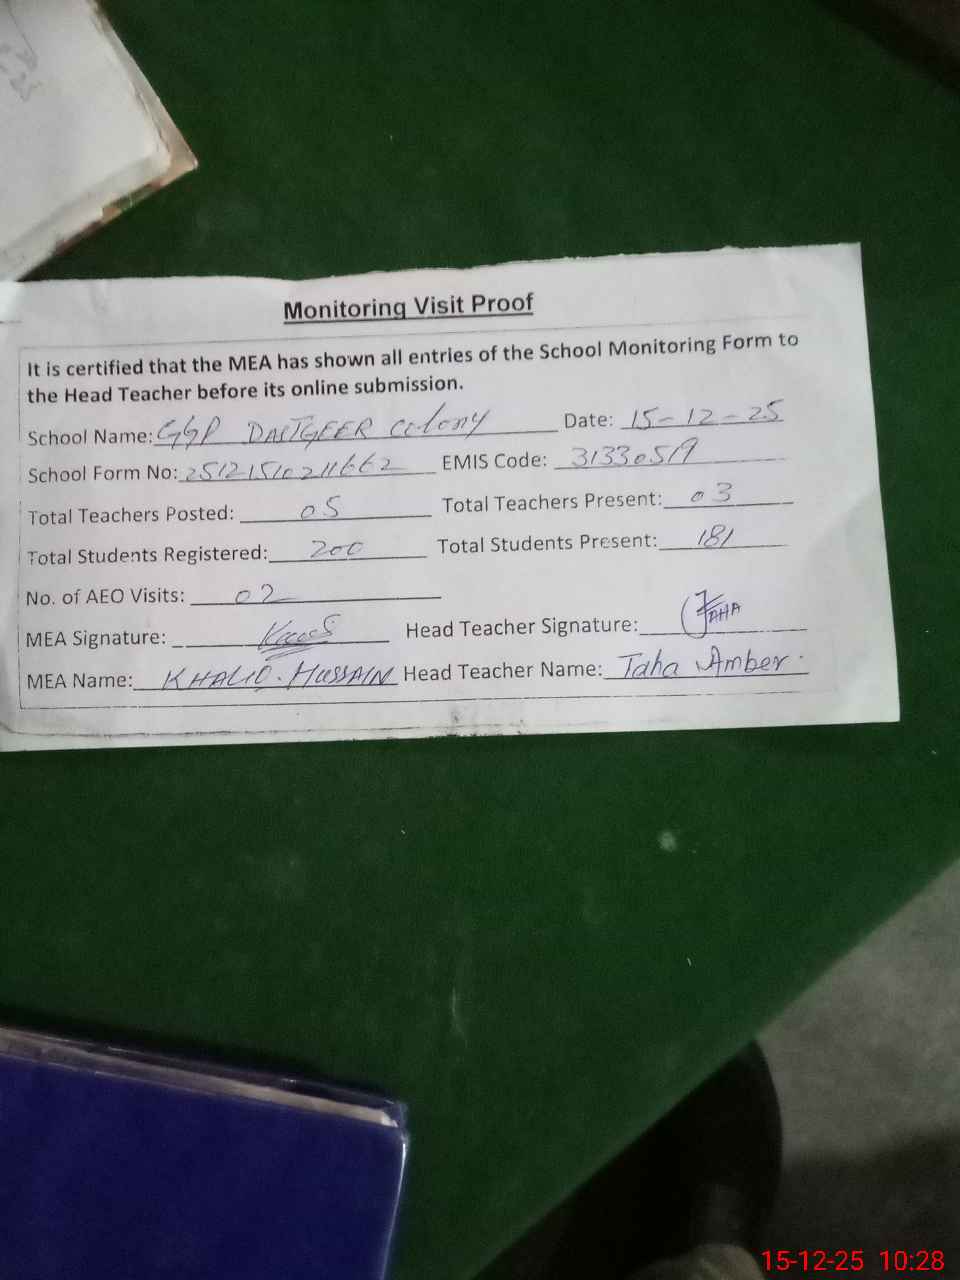 Monitoring Visit Proof
It is certified that the MEA has shown all entries of the School Monitoring Form to
the Head Teacher before its online submission.
School Name: GGP DASTGEER Colony Date: 15-12-25
School Form No: 25121510211662 EMIS Code: 31330519
Total Teachers Posted: 05 Total Teachers Present: 03
Total Students Registered: 200 Total Students Present: 181
No. of AEO Visits: 02
MEA Signature: Head Teacher Signature: TAHA
MEA Name: KHALID. HUSSAIN Head Teacher Name: Taha Amber.
15-12-25 10:28